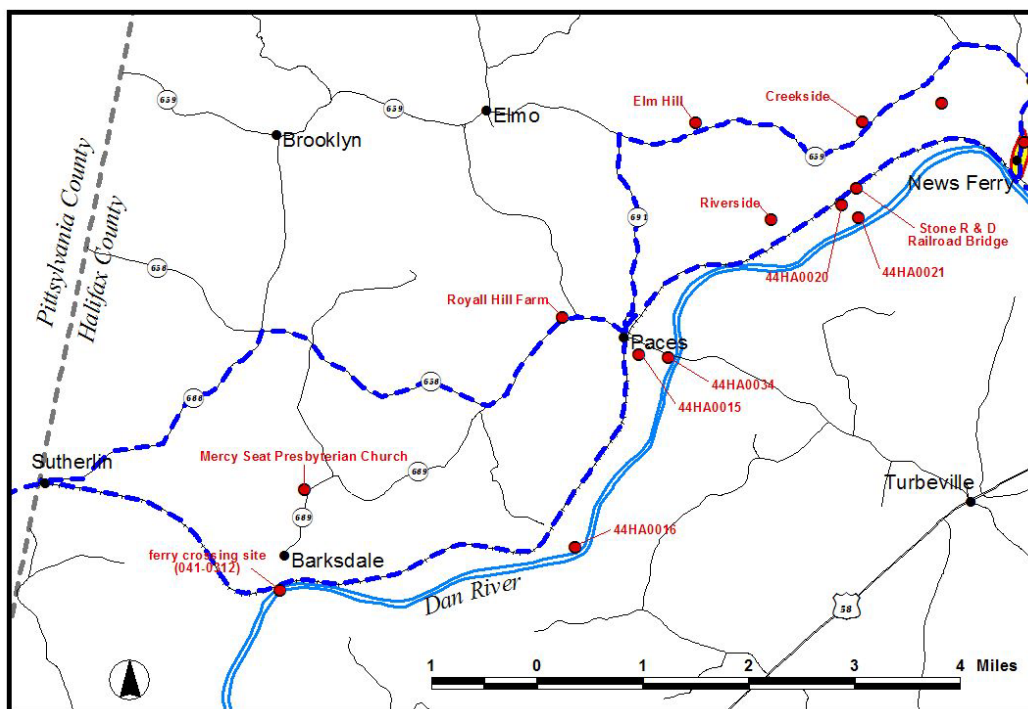 659
659
Elmo
Brooklyn
Elm Hill
Creekside
659
News Ferry
Pittsylvania County
Halifax County
691
Riverside
Stone R & D
Railroad Bridge
44HA0020
44HA0021
658
Royall Hill Farm
Paces
44HA0034
44HA0015
658
688
Sutherlin
Mercy Seat Presbyterian Church
689
689
Turbeville
44HA0016
ferry crossing site
(041-0312)
Barksdale
Dan River
58
1 0 1 2 3 4 Miles